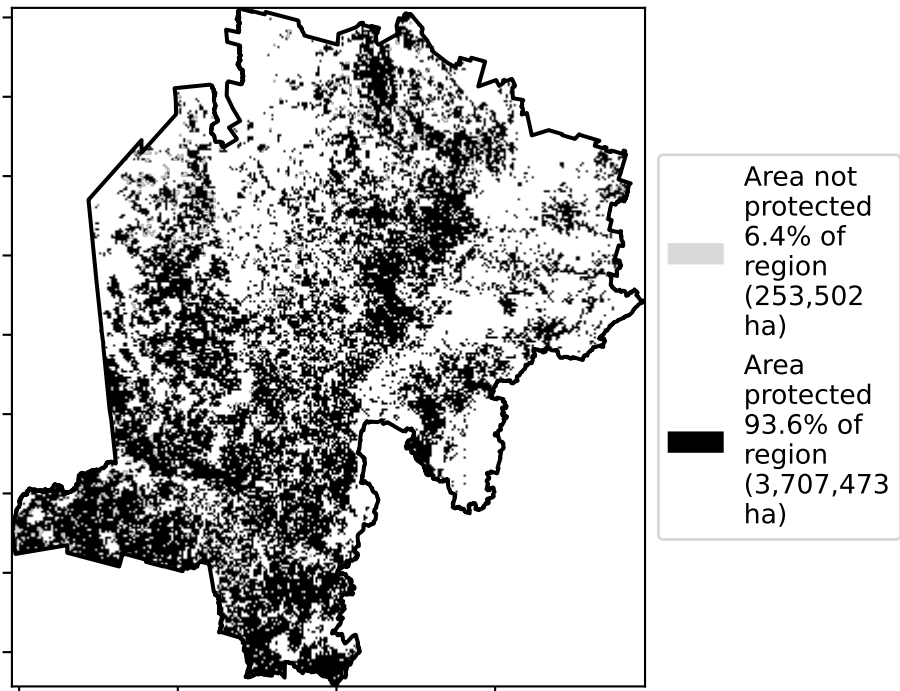 Area not
protected
6.4% of
region
(253,502
ha)
Area
protected
93.6% of
region
(3,707,473
ha)